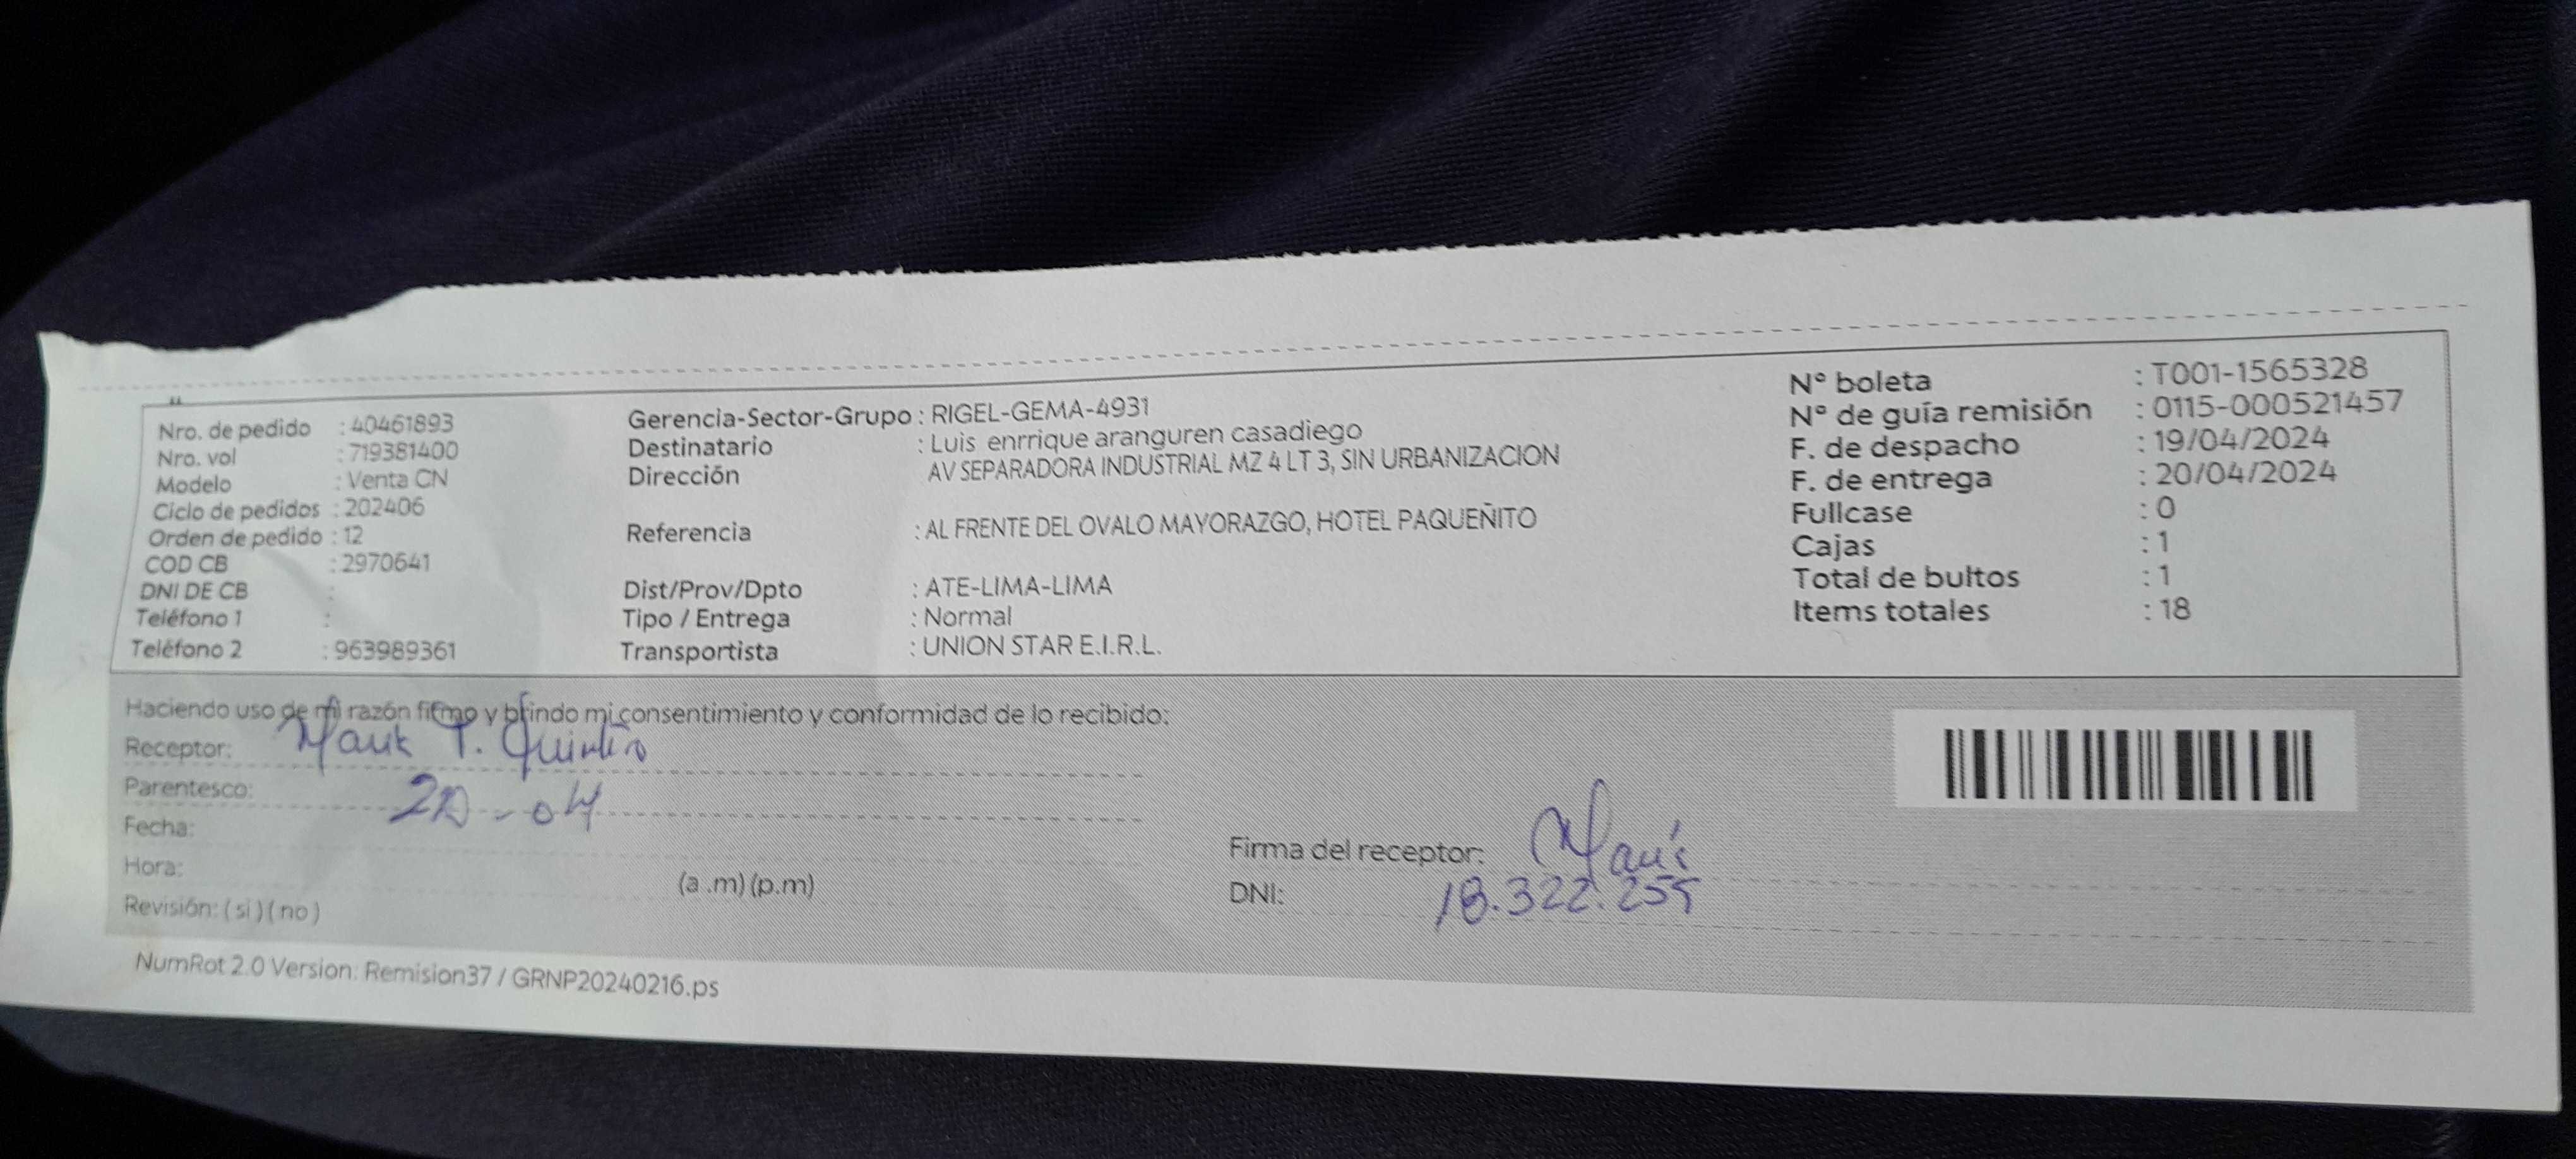 Nro. de pedido : 40461893
Nro. vol : 719381400
Modelo : Venta CN
Ciclo de pedidos : 202406
Orden de pedido : 12
COD CB : 2970641
DNI DE CB :
Teléfono 1 :
Teléfono 2 : 963989361
Gerencia-Sector-Grupo : RIGEL-GEMA-4931
Destinatario : Luis enrrique aranguren casadiego
Dirección AV SEPARADORA INDUSTRIAL MZ 4 LT 3, SIN URBANIZACION
Referencia : AL FRENTE DEL OVALO MAYORAZGO, HOTEL PAQUEÑITO
Dist/Prov/Dpto : ATE-LIMA-LIMA
Tipo / Entrega : Normal
Transportista : UNION STAR E.I.R.L.
N° boleta : T001-1565328
N° de guía remisión : 0115-000521457
F. de despacho : 19/04/2024
F. de entrega : 20/04/2024
Fullcase : 0
Cajas : 1
Total de bultos : 1
Items totales : 18
Haciendo uso de mi razón firmo y brindo mi consentimiento y conformidad de lo recibido:
Receptor: T.
Parentesco: 20-04
Fecha:
Hora: (a .m) (p.m)
Revisión: ( si ) ( no )
Firma del receptor:
DNI: 18.322.255
NumRot 2.0 Version: Remision37 / GRNP20240216.ps